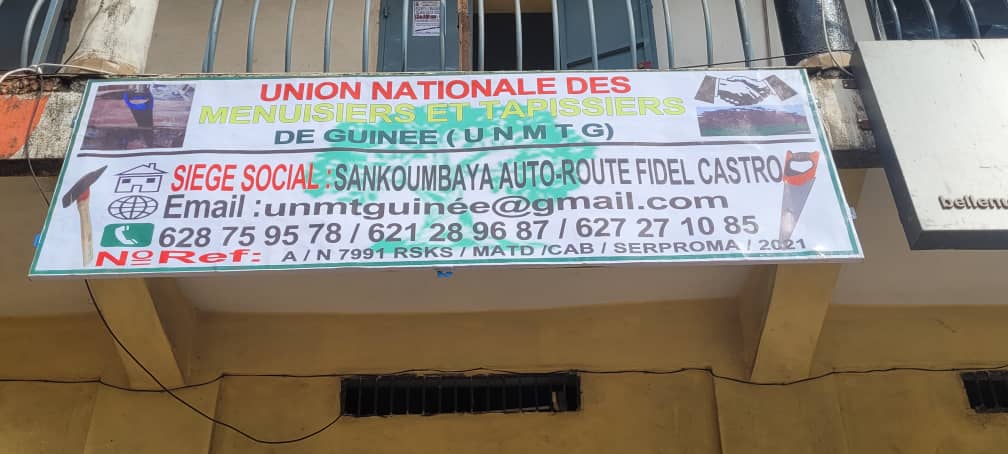 UNION NATIONALE DES
MENUISIERS ET TAPISSIERS
DE GUINEE ( U N M T G )
SIEGE SOCIAL : SANKOUMBAYA AUTO-ROUTE FIDEL CASTRO
Email :unmtguinée@gmail.com
628 75 95 78 / 621 28 96 87 / 627 27 10 85
NºRef: A / N 7991 RSKS / MATD /CAB / SERPROMA / 2021